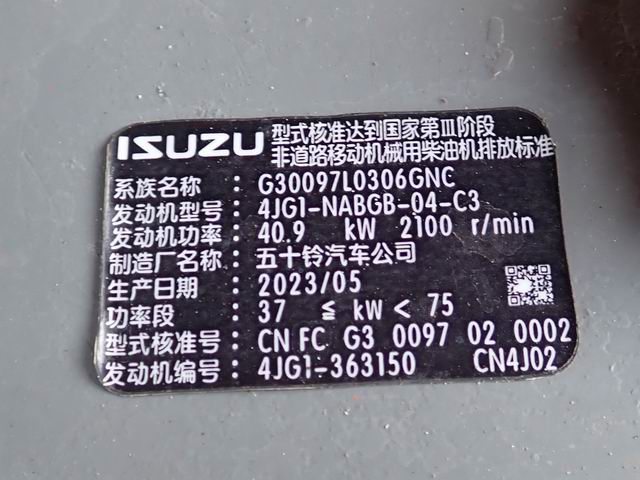 ISUZU 型式核准达到国家第Ⅲ阶段
非道路移动机械用柴油机排放标准
系族名称 : G30097L0306GNC
发动机型号 : 4JG1-NABGB-04-C3
发动机功率 : 40.9 kW 2100 r/min
制造厂名称 : 五十铃汽车公司
生产日期 : 2023/05
功率段 : 37 ≦ kW < 75
型式核准号 : CN FC G3 0097 02 0002
发动机编号 : 4JG1-363150 CN4J02